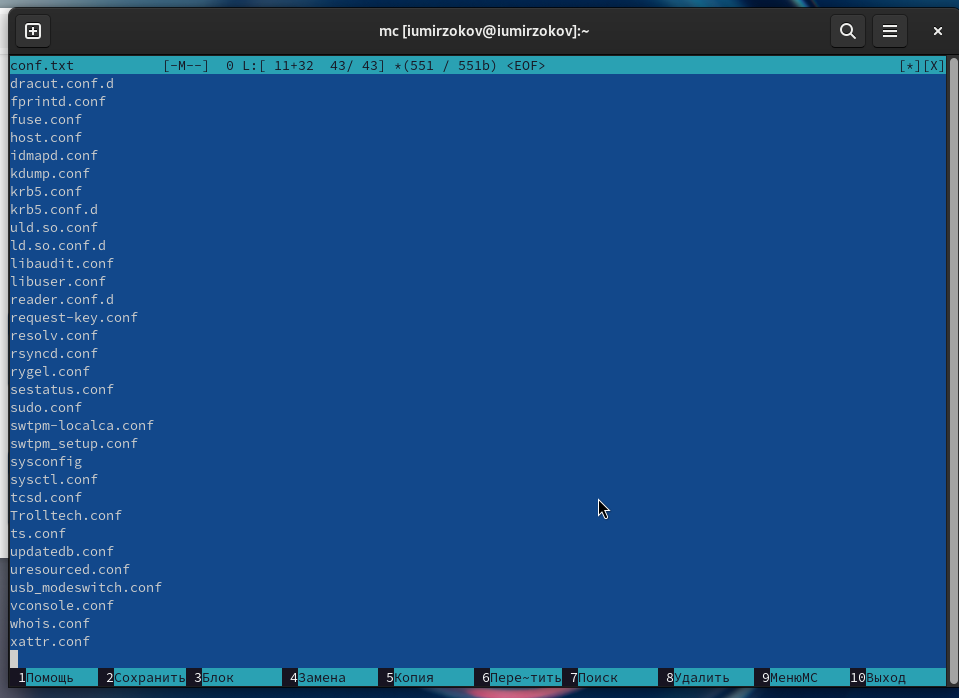 mc [iumirzokov@iumirzokov]:~
conf.txt [-M--] 0 L:[ 11+32 43/ 43] *(551 / 551b) <EOF> [*][X]
dracut.conf.d
fprintd.conf
fuse.conf
host.conf
idmapd.conf
kdump.conf
krb5.conf
krb5.conf.d
uld.so.conf
ld.so.conf.d
libaudit.conf
libuser.conf
reader.conf.d
request-key.conf
resolv.conf
rsyncd.conf
rygel.conf
sestatus.conf
sudo.conf
swtpm-localca.conf
swtpm_setup.conf
sysconfig
sysctl.conf
tcsd.conf
Trolltech.conf
ts.conf
updatedb.conf
uresourced.conf
usb_modeswitch.conf
vconsole.conf
whois.conf
xattr.conf
1Помощь 2Сохранить 3Блок 4Замена 5Копия 6Пере~тить 7Поиск 8Удалить 9МенюMC 10Выход